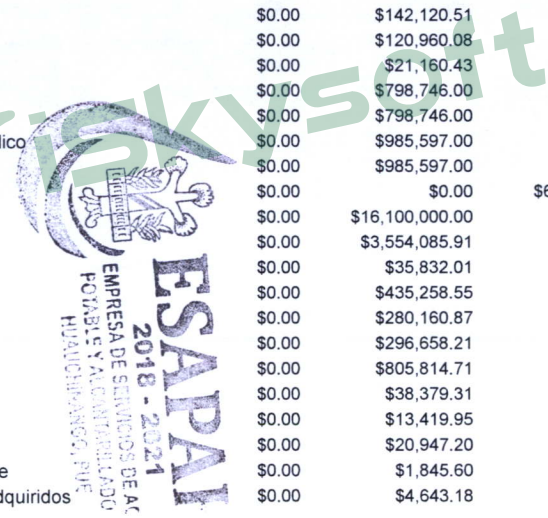 $0.00 $142,120.51
$0.00 $120,960.08
$0.00 $21,160.43
$0.00 $798,746.00
$0.00 $798,746.00
lico $0.00 $985,597.00
$0.00 $985,597.00
$0.00 $0.00 $6
$0.00 $16,100,000.00
$0.00 $3,554,085.91
$0.00 $35,832.01
$0.00 $435,258.55
$0.00 $280,160.87
$0.00 $296,658.21
$0.00 $805,814.71
$0.00 $38,379.31
$0.00 $13,419.95
$0.00 $20,947.20
e $0.00 $1,845.60
dquiridos $0.00 $4,643.18
iskysoft
ESAPAL
2018 - 2021
EMPRESA DE SERVICIOS DE AG
POTABLE Y ALCANTARILLADO
HUAUCHINANGO, PUE